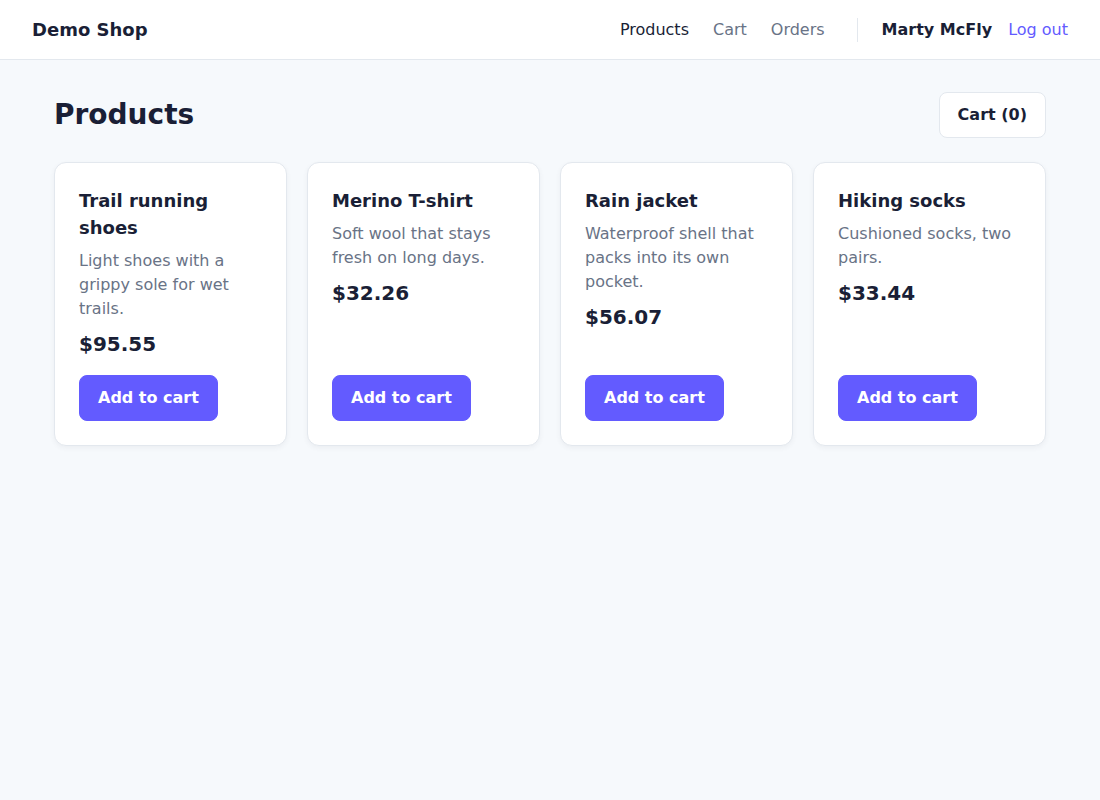 Demo Shop
Products Cart Orders Marty McFly Log out
Products
Cart (0)
Trail running
shoes
Light shoes with a
grippy sole for wet
trails.
$95.55
Add to cart
Merino T-shirt
Soft wool that stays
fresh on long days.
$32.26
Add to cart
Rain jacket
Waterproof shell that
packs into its own
pocket.
$56.07
Add to cart
Hiking socks
Cushioned socks, two
pairs.
$33.44
Add to cart